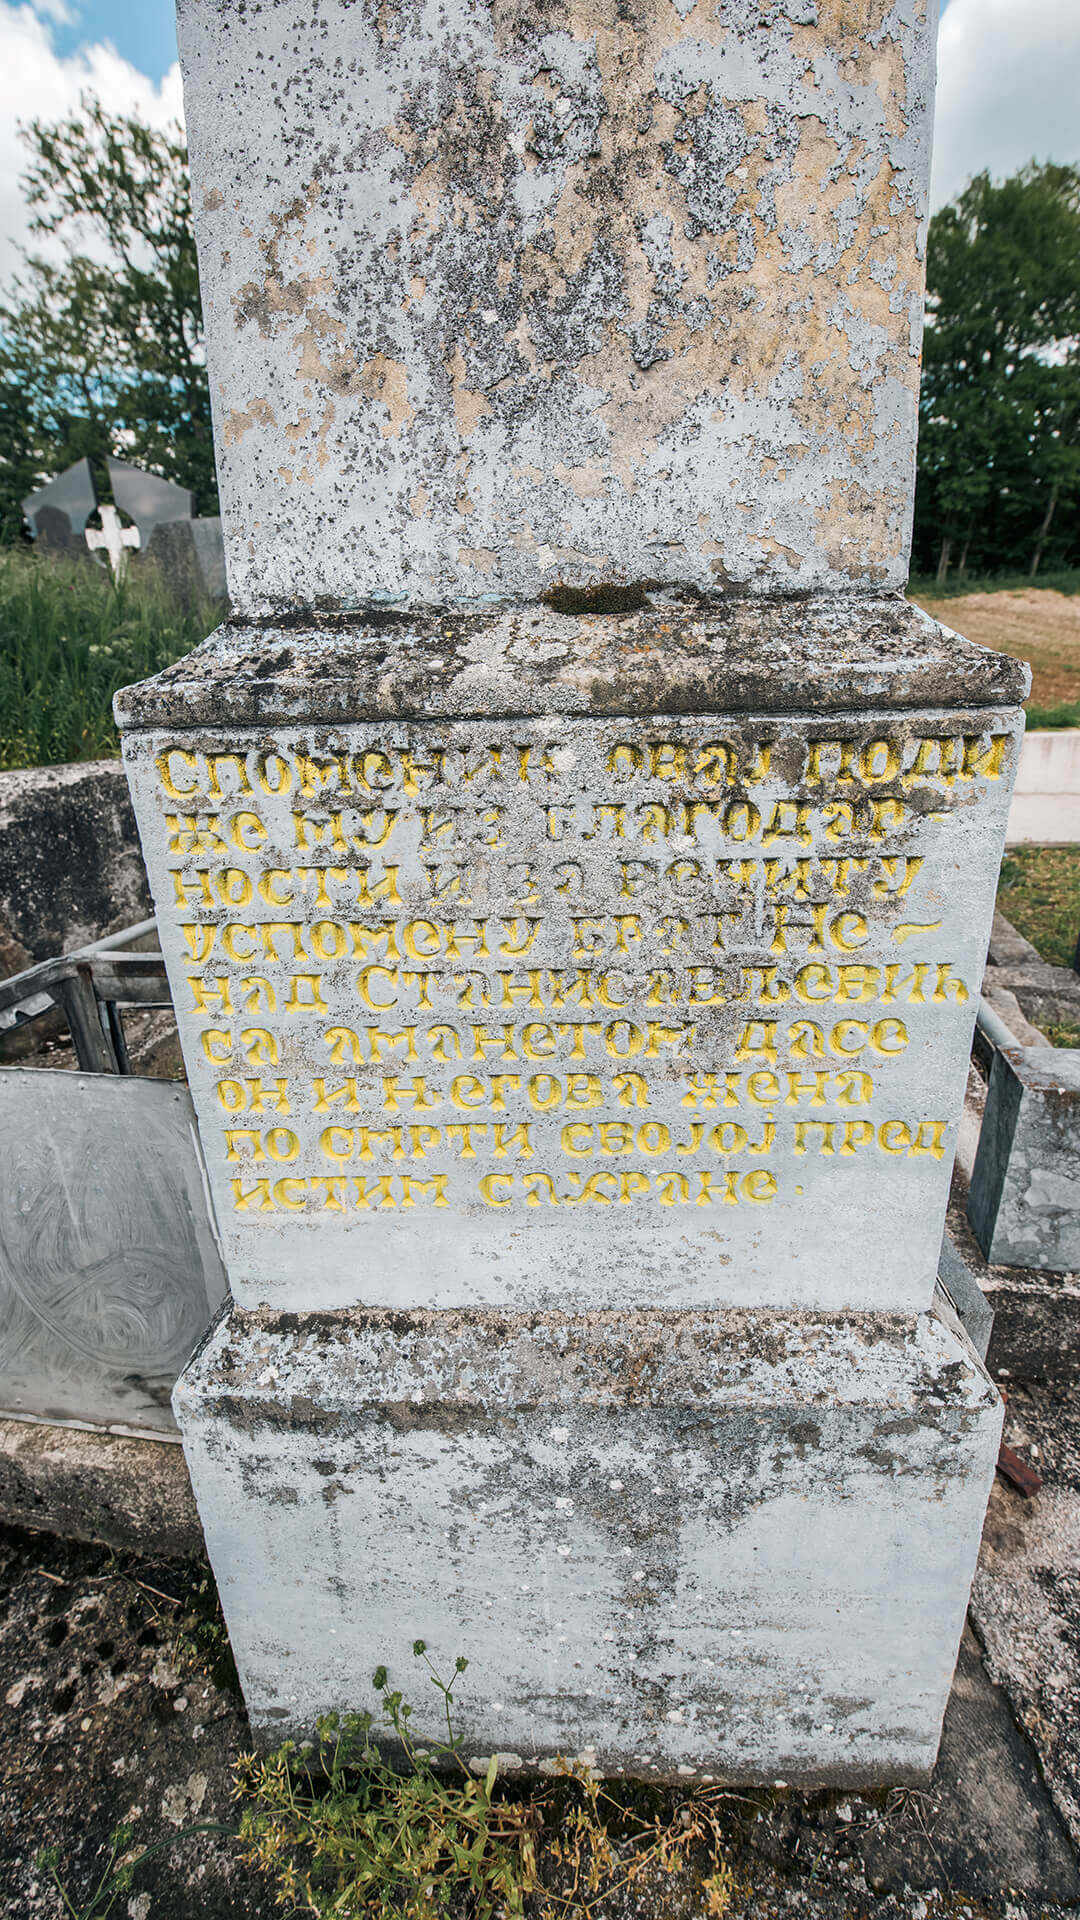 Споменик овај поди
же му из благодар-
ности и за вечиту
успомену брат Не-
над Станисављевић
са аманетом дасе
он и његова жена
по смрти својој пред
истим сахране.